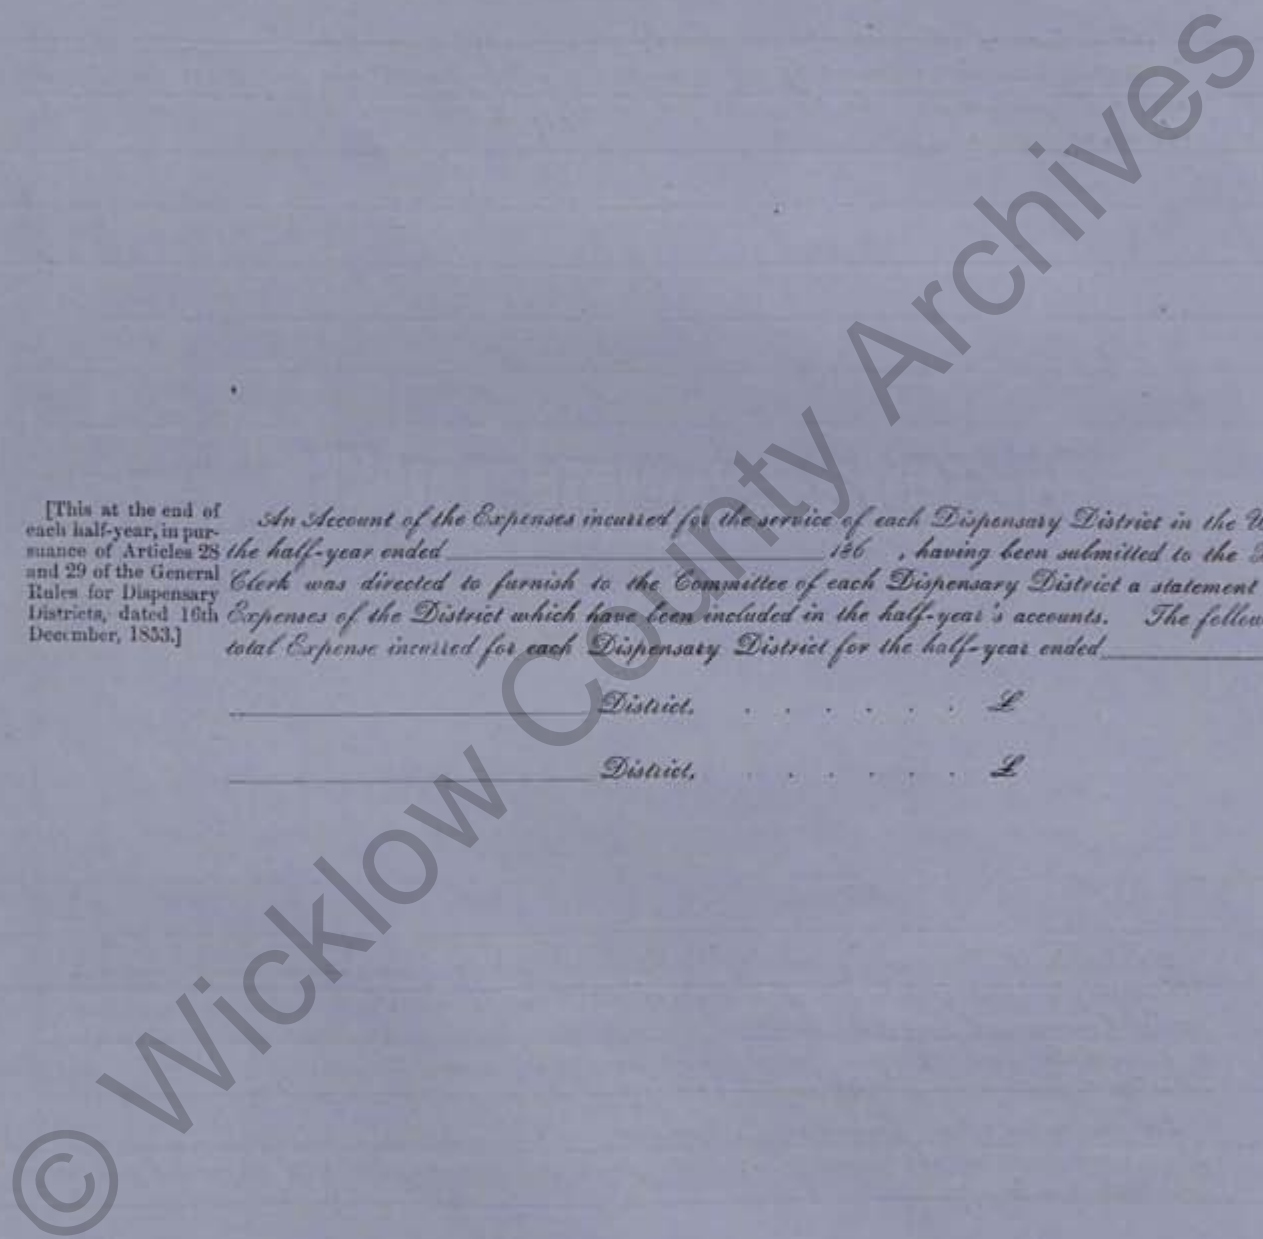 [This at the end of
each half-year, in pur-
suance of Articles 28
and 29 of the General
Rules for Dispensary
Districts, dated 16th
December, 1853.]
An Account of the Expenses incurred for the service of each Dispensary District in the
the half-year ended 186 , having been submitted to the
Clerk was directed to furnish to the Committee of each Dispensary District a statement
Expenses of the District which have been included in the half-year's accounts. The
total Expense incurred for each Dispensary District for the half-year ended
District. . . . . . . £
District. . . . . . . £
© Wicklow County Archives